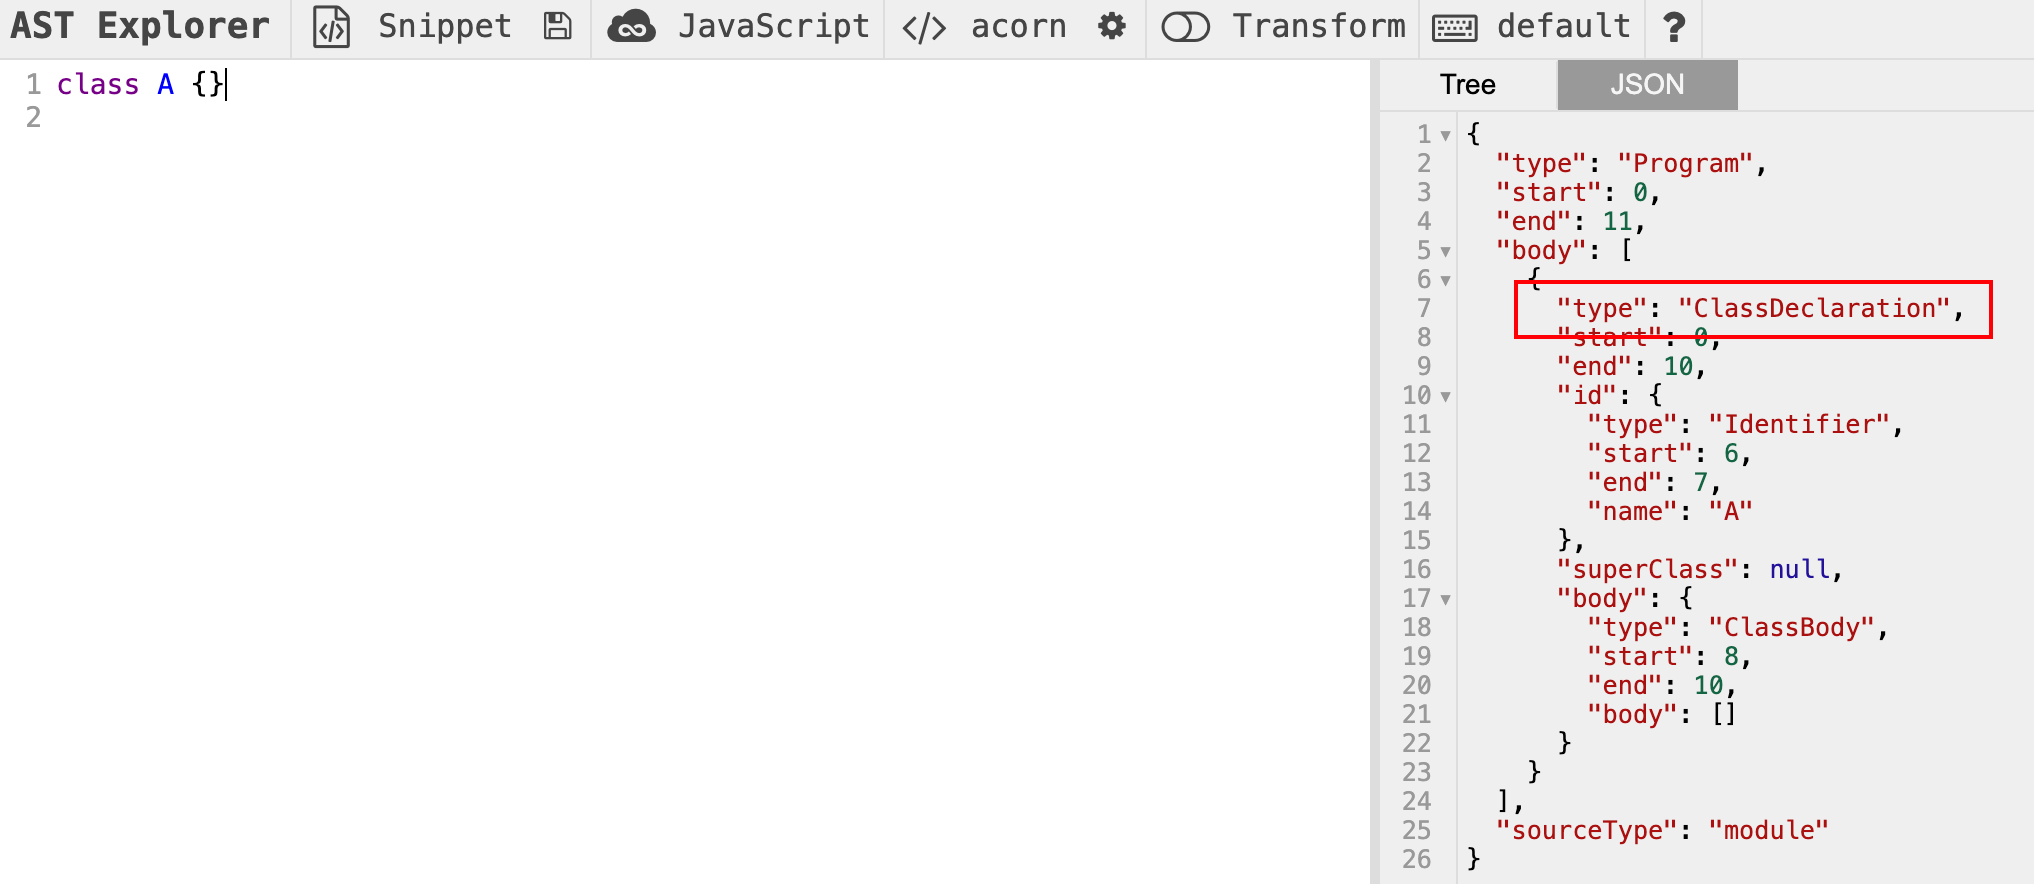 AST Explorer Snippet JavaScript </> acorn Transform default ?
1 class A {}
2
Tree JSON
1 {
2 "type": "Program",
3 "start": 0,
4 "end": 11,
5 "body": [
6 {
7 "type": "ClassDeclaration",
8 "start": 0,
9 "end": 10,
10 "id": {
11 "type": "Identifier",
12 "start": 6,
13 "end": 7,
14 "name": "A"
15 },
16 "superClass": null,
17 "body": {
18 "type": "ClassBody",
19 "start": 8,
20 "end": 10,
21 "body": []
22 }
23 }
24 ],
25 "sourceType": "module"
26 }